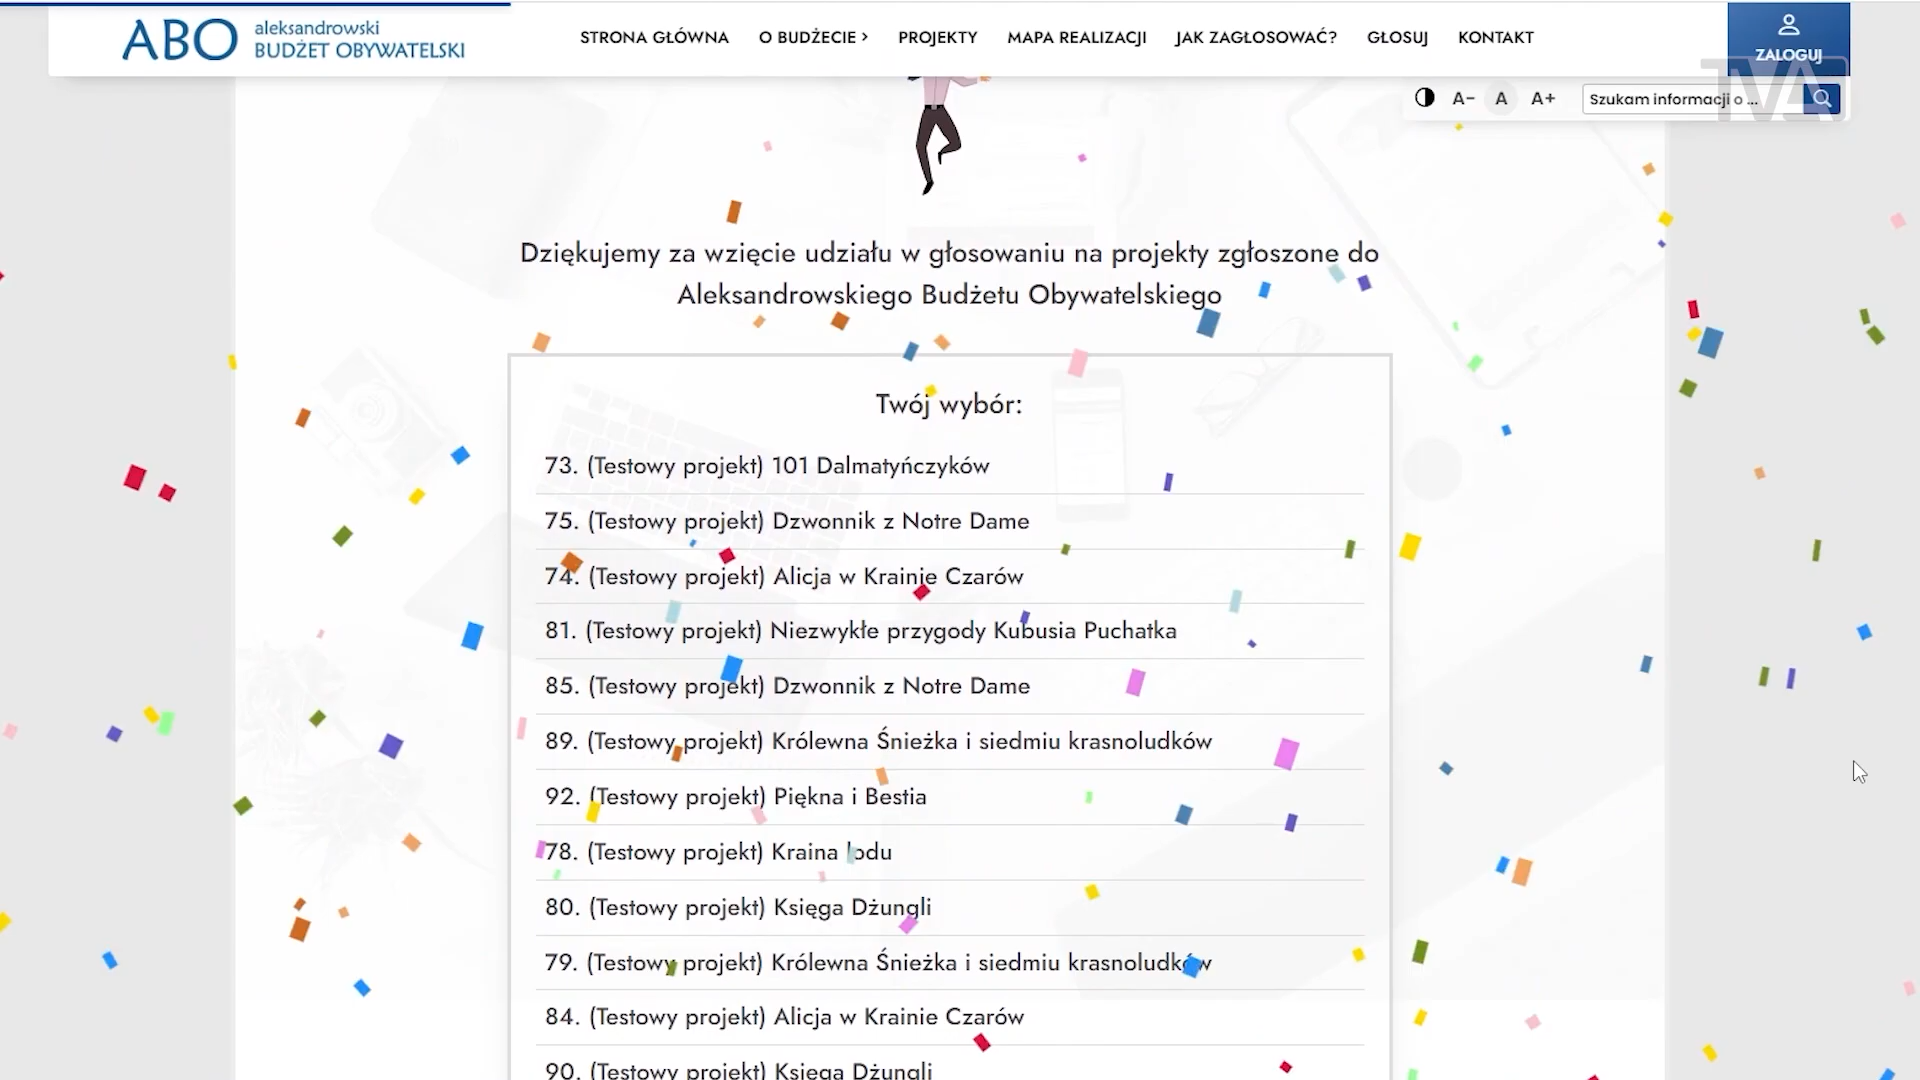 ABO aleksandrowski
BUDŻET OBYWATELSKI
STRONA GŁÓWNA O BUDŻECIE › PROJEKTY MAPA REALIZACJI JAK ZAGŁOSOWAĆ? GŁOSUJ KONTAKT
ZALOGUJ
TVA
A- A A+ Szukam informacji o ...
Dziękujemy za wzięcie udziału w głosowaniu na projekty zgłoszone do
Aleksandrowskiego Budżetu Obywatelskiego
Twój wybór:
73. (Testowy projekt) 101 Dalmatyńczyków
75. (Testowy projekt) Dzwonnik z Notre Dame
74. (Testowy projekt) Alicja w Krainie Czarów
81. (Testowy projekt) Niezwykłe przygody Kubusia Puchatka
85. (Testowy projekt) Dzwonnik z Notre Dame
89. (Testowy projekt) Królewna Śnieżka i siedmiu krasnoludków
92. (Testowy projekt) Piękna i Bestia
78. (Testowy projekt) Kraina lodu
80. (Testowy projekt) Księga Dżungli
79. (Testowy projekt) Królewna Śnieżka i siedmiu krasnoludków
84. (Testowy projekt) Alicja w Krainie Czarów
90. (Testowy projekt) Księga Dżungli